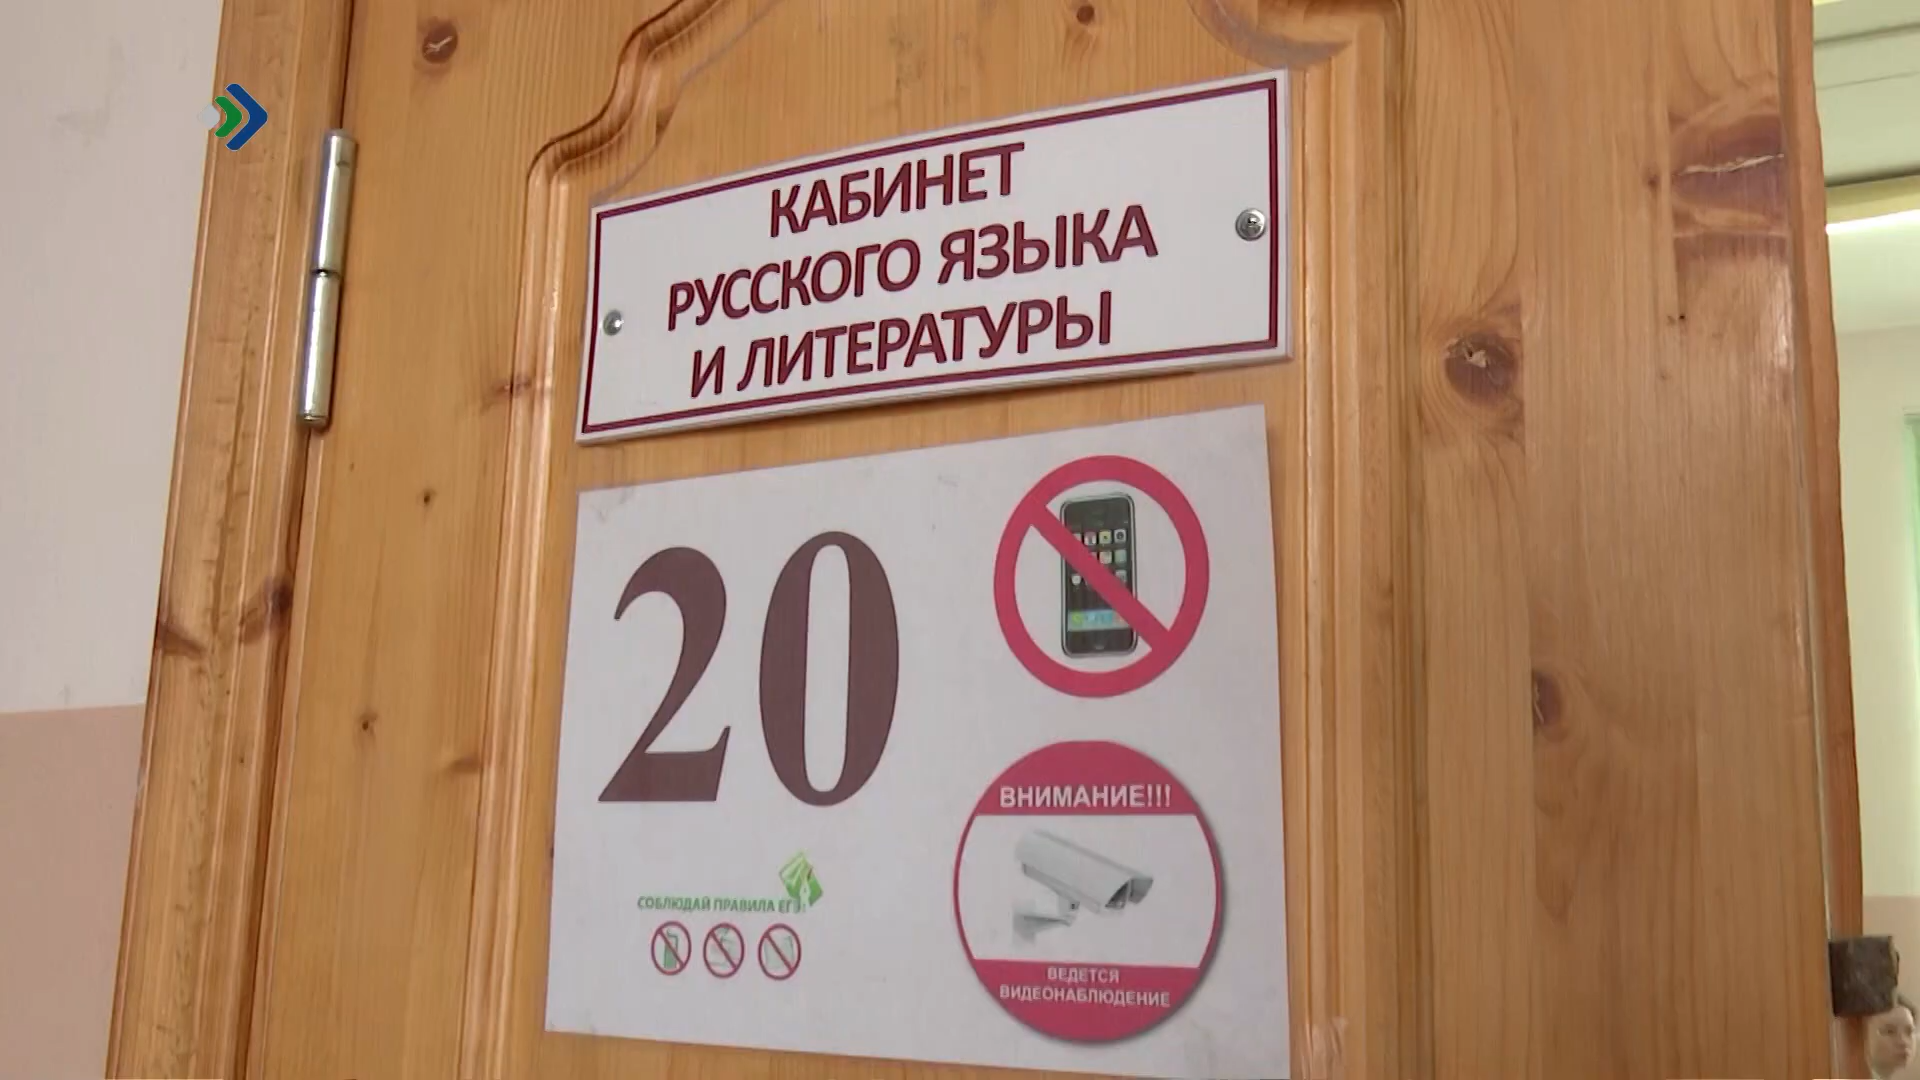 КАБИНЕТ
РУССКОГО ЯЗЫКА
И ЛИТЕРАТУРЫ
20
ВНИМАНИЕ!!!
СОБЛЮДАЙ ПРАВИЛА ЕГЭ:
ВЕДЕТСЯ
ВИДЕОНАБЛЮДЕНИЕ